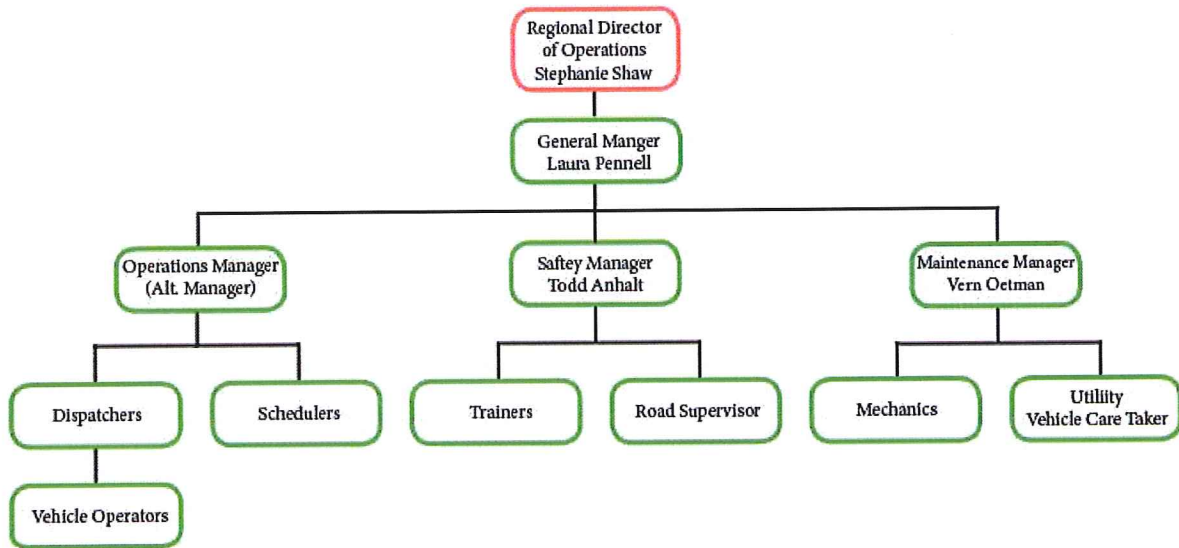 Regional Director
of Operations
Stephanie Shaw
General Manger
Laura Pennell
Operations Manager
(Alt. Manager)
Saftey Manager
Todd Anhalt
Maintenance Manager
Vern Oetman
Dispatchers
Schedulers
Trainers
Road Supervisor
Mechanics
Utiliity
Vehicle Care Taker
Vehicle Operators